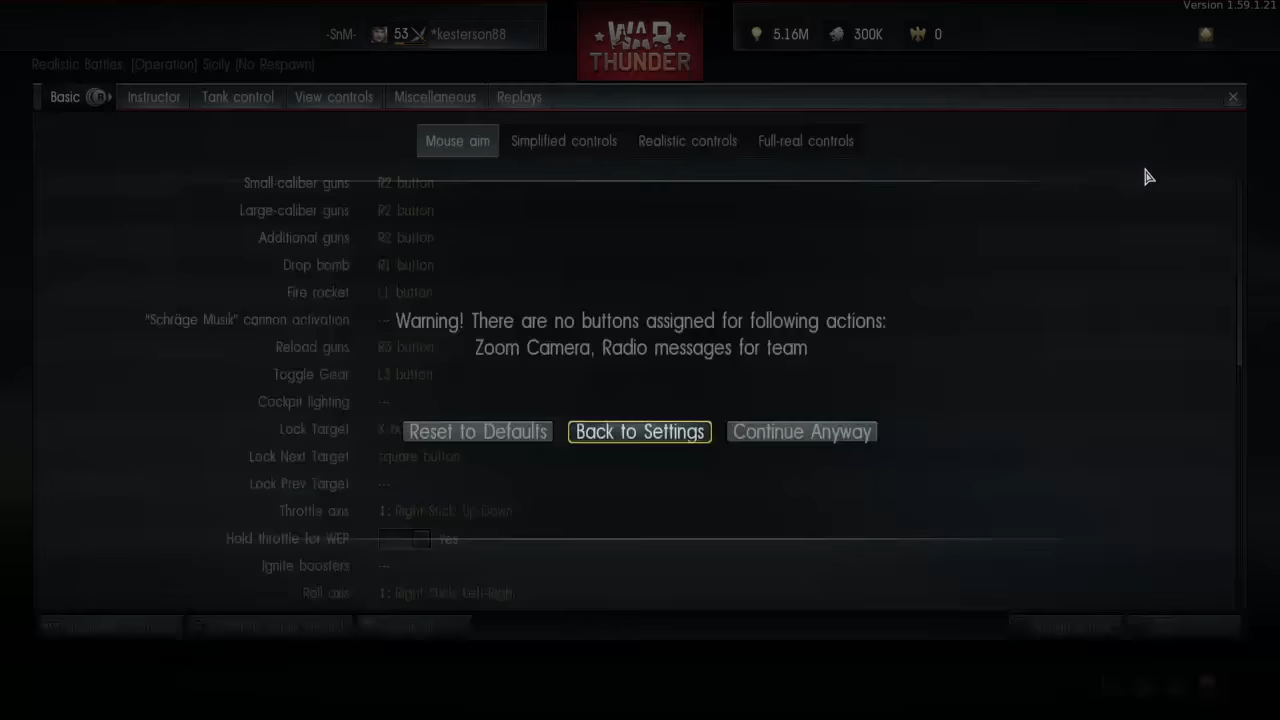 Version 1.59.1.21
-SnM- 53 *kesterson88
WAR THUNDER
5.16M 300K 0
Realistic Battles: [Operation] Sicily [No Respawn]
Basic Instructor Tank control View controls Miscellaneous Replays
Mouse aim Simplified controls Realistic controls Full-real controls
Small-caliber guns R2 button
Large-caliber guns R2 button
Additional guns R2 button
Drop bomb R1 button
Fire rocket L1 button
"Schräge Musik" cannon activation ---
Warning! There are no buttons assigned for following actions:
Zoom Camera, Radio messages for team
Reload guns R3 button
Toggle Gear L3 button
Cockpit lighting ---
Lock Target
Reset to Defaults Back to Settings Continue Anyway
Lock Next Target square button
Lock Prev Target ---
Throttle axis 1: Right Stick Up-Down
Hold throttle for WEP Yes
Ignite boosters ---
Roll axis 1: Right Stick Left-Right